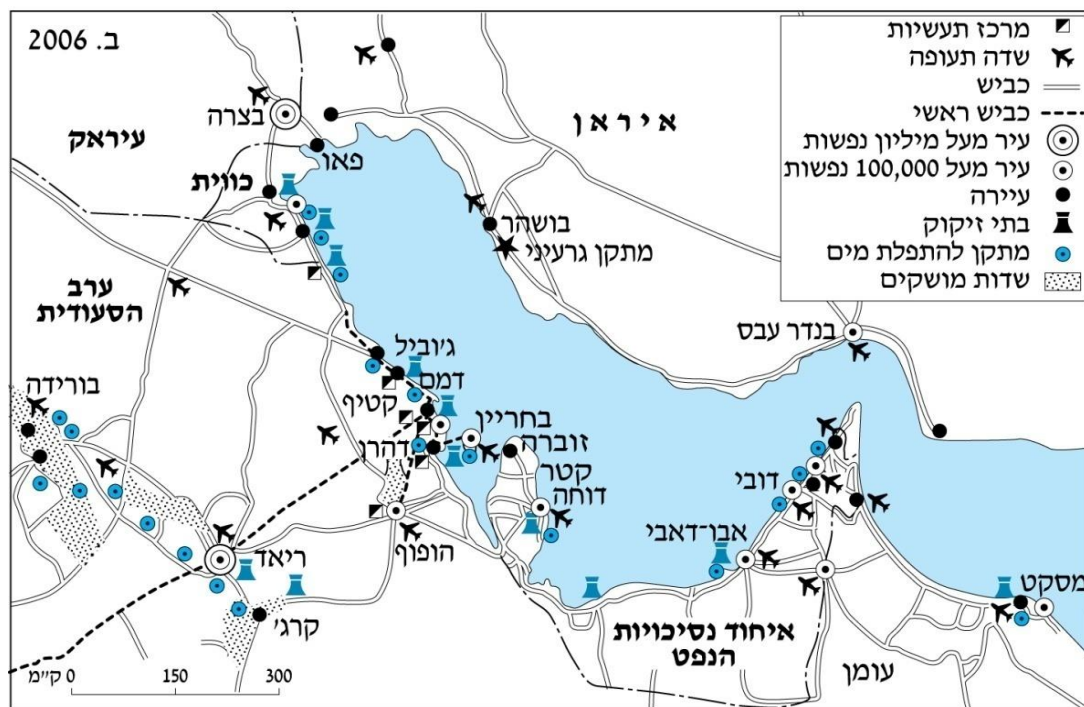 ב. 2006
מרכז תעשיות
שדה תעופה
כביש
כביש ראשי
עיר מעל מיליון נפשות
עיר מעל 100,000 נפשות
עיירה
בתי זיקוק
מתקן להתפלת מים
שדות מושקים
איראן
בצרה
עיראק
פאו
כווית
בושהר
מתקן גרעיני
ערב
הסעודית
בנדר עבס
ג'וביל
דמם
קטיף
בורידה
בחריין
זוברה
דהרן
קטר
דוחה
דובי
אבו-דאבי
הופוף
ריאד
מסקט
קרג'
איחוד נסיכויות
הנפט
עומן
300 150 0 ק"מ